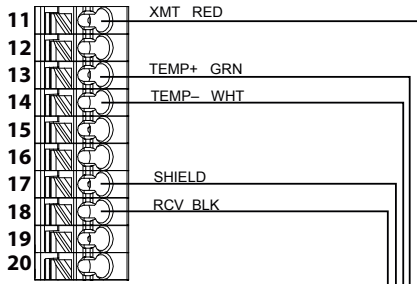 11 XMT RED
12
13 TEMP+ GRN
14 TEMP– WHT
15
16
17 SHIELD
18 RCV BLK
19
20